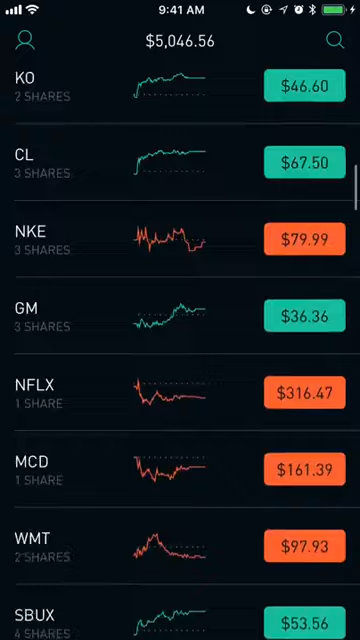 9:41 AM
$5,046.56
KO
2 SHARES
$46.60
CL
3 SHARES
$67.50
NKE
3 SHARES
$79.99
GM
3 SHARES
$36.36
NFLX
1 SHARE
$316.47
MCD
1 SHARE
$161.39
WMT
2 SHARES
$97.93
SBUX
4 SHARES
$53.56